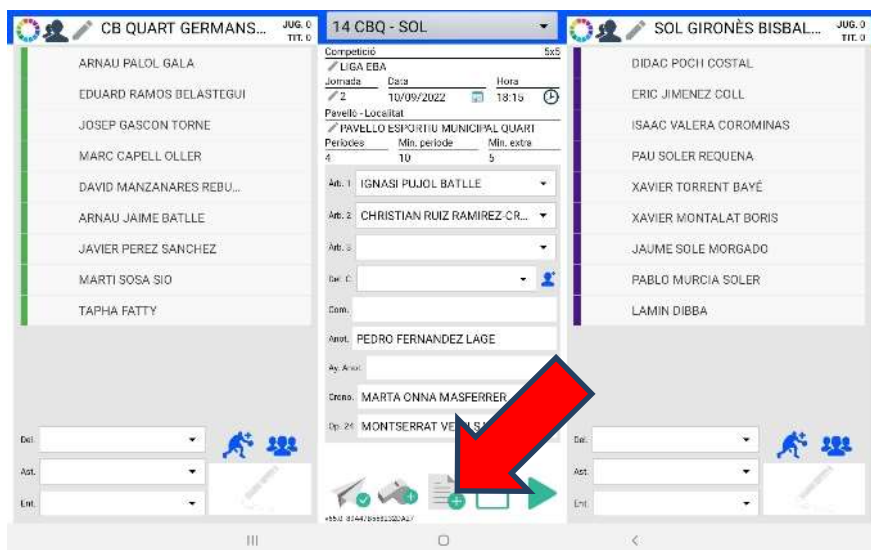 CB QUART GERMANS...
JUG. 0
TIT. 0
ARNAU PALOL GALA
EDUARD RAMOS BELASTEGUI
JOSEP GASCON TORNE
MARC CAPELL OLLER
DAVID MANZANARES REBU...
ARNAU JAIME BATLLE
JAVIER PEREZ SANCHEZ
MARTI SOSA SIO
TAPHA FATTY
Del.
Ast.
Ent.
14 CBQ - SOL
Competició 5x5
LIGA EBA
Jornada Data Hora
2 10/09/2022 18:15
Pavelló - Localitat
PAVELLO ESPORTIU MUNICIPAL QUART
Períodes Min. període Min. extra
4 10 5
Arb. 1 IGNASI PUJOL BATLLE
Arb. 2 CHRISTIAN RUIZ RAMIREZ-CR...
Arb. 3
Del. C.
Com.
Anot. PEDRO FERNANDEZ LAGE
Ay. Anot.
Crono. MARTA ONNA MASFERRER
Op. 24 MONTSERRAT
SOL GIRONÈS BISBAL...
JUG. 0
TIT. 0
DIDAC POCH COSTAL
ERIC JIMENEZ COLL
ISAAC VALERA COROMINAS
PAU SOLER REQUENA
XAVIER TORRENT BAYÉ
XAVIER MONTALAT BORIS
JAUME SOLE MORGADO
PABLO MURCIA SOLER
LAMIN DIBBA
Del.
Ast.
Ent.